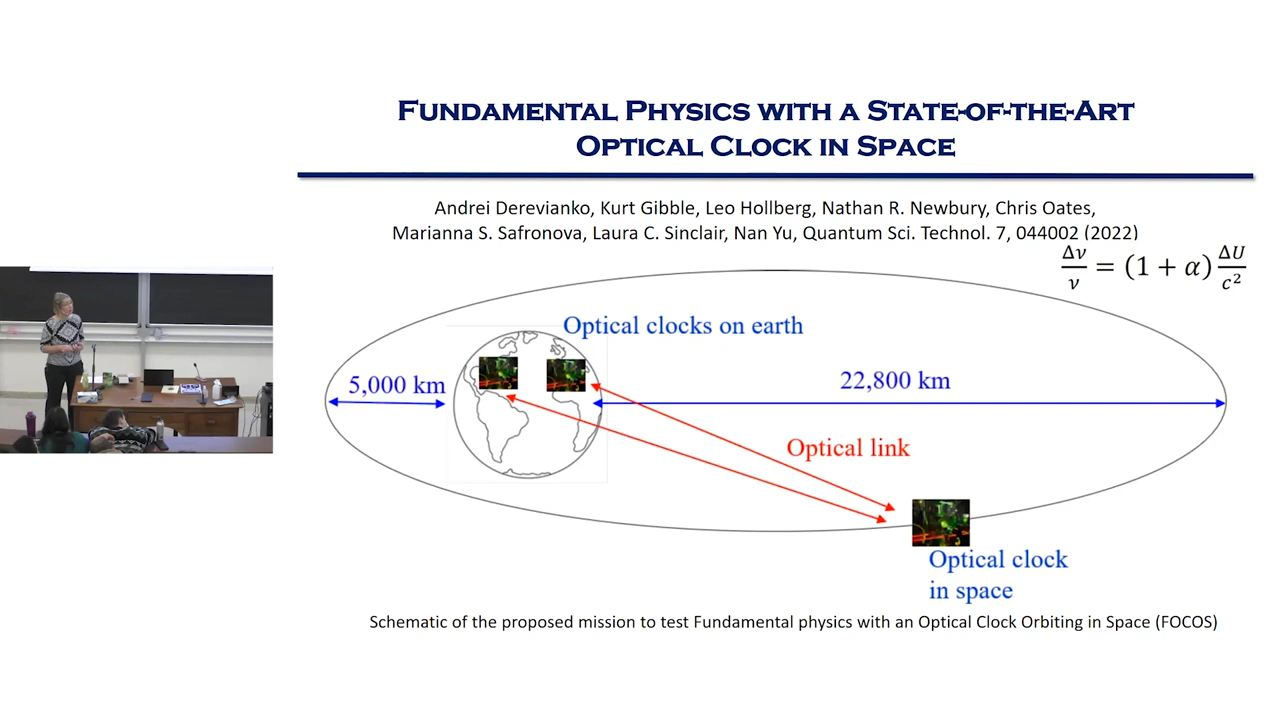 FUNDAMENTAL PHYSICS WITH A STATE-OF-THE-ART
OPTICAL CLOCK IN SPACE
Andrei Derevianko, Kurt Gibble, Leo Hollberg, Nathan R. Newbury, Chris Oates,
Marianna S. Safronova, Laura C. Sinclair, Nan Yu, Quantum Sci. Technol. 7, 044002 (2022)
Δν/ν = (1 + α) ΔU/c²
Optical clocks on earth
5,000 km
22,800 km
Optical link
Optical clock
in space
Schematic of the proposed mission to test Fundamental physics with an Optical Clock Orbiting in Space (FOCOS)